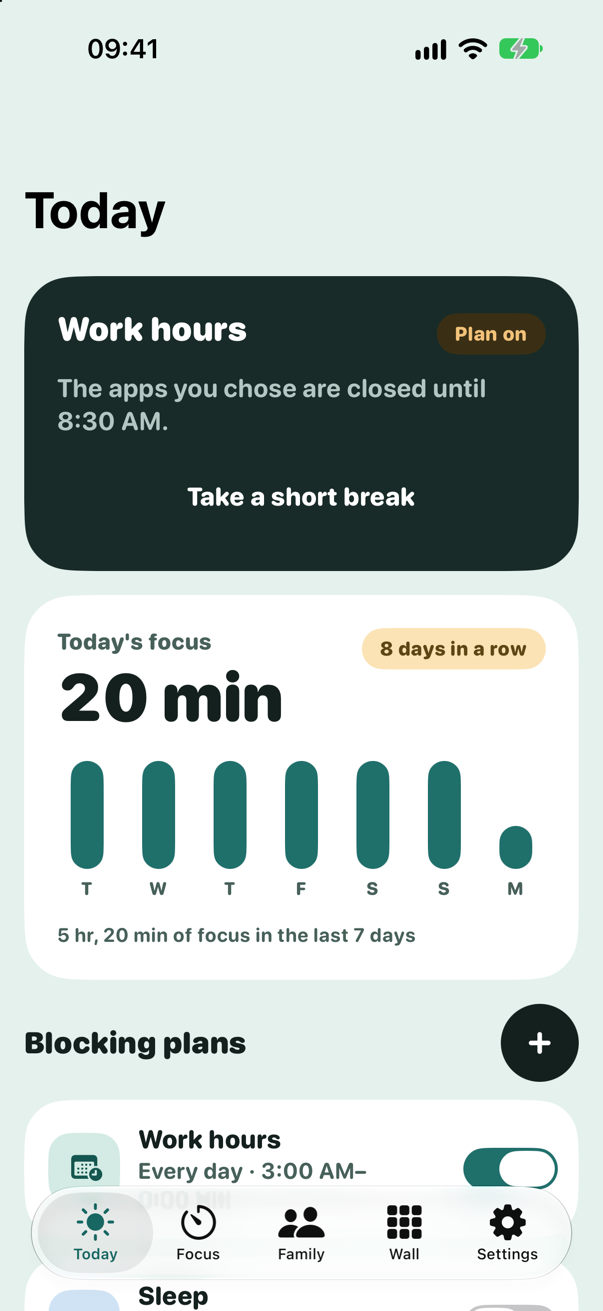 09:41
Today
Work hours
Plan on
The apps you chose are closed until
8:30 AM.
Take a short break
Today's focus
8 days in a row
20 min
T W T F S S M
5 hr, 20 min of focus in the last 7 days
Blocking plans
Work hours
Every day · 3:00 AM–
Today
Focus
Family
Wall
Settings
Sleep